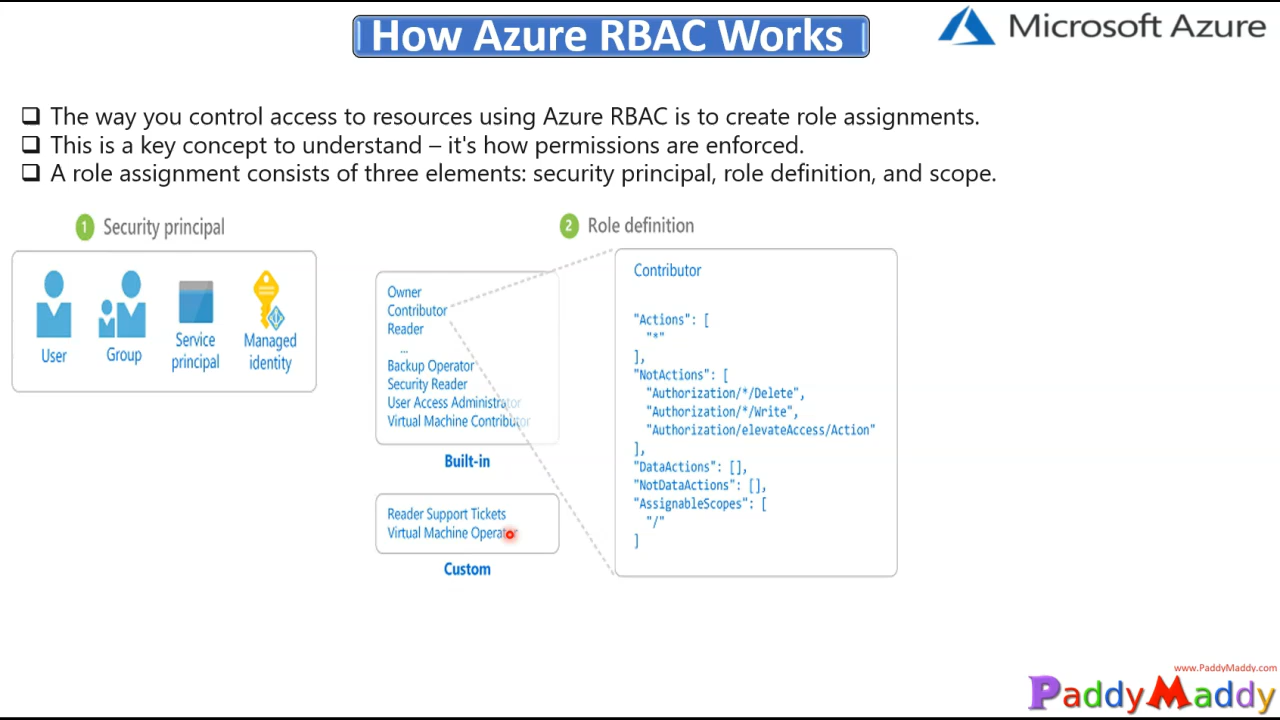 How Azure RBAC Works
Microsoft Azure
The way you control access to resources using Azure RBAC is to create role assignments.
This is a key concept to understand – it's how permissions are enforced.
A role assignment consists of three elements: security principal, role definition, and scope.
1 Security principal
User
Group
Service
principal
Managed
identity
2 Role definition
Owner
Contributor
Reader
...
Backup Operator
Security Reader
User Access Administrator
Virtual Machine Contributor
Built-in
Reader Support Tickets
Virtual Machine Operator
Custom
Contributor
"Actions": [
"*"
],
"NotActions": [
"Authorization/*/Delete",
"Authorization/*/Write",
"Authorization/elevateAccess/Action"
],
"DataActions": [],
"NotDataActions": [],
"AssignableScopes": [
"/"
]
www.PaddyMaddy.com
PaddyMaddy